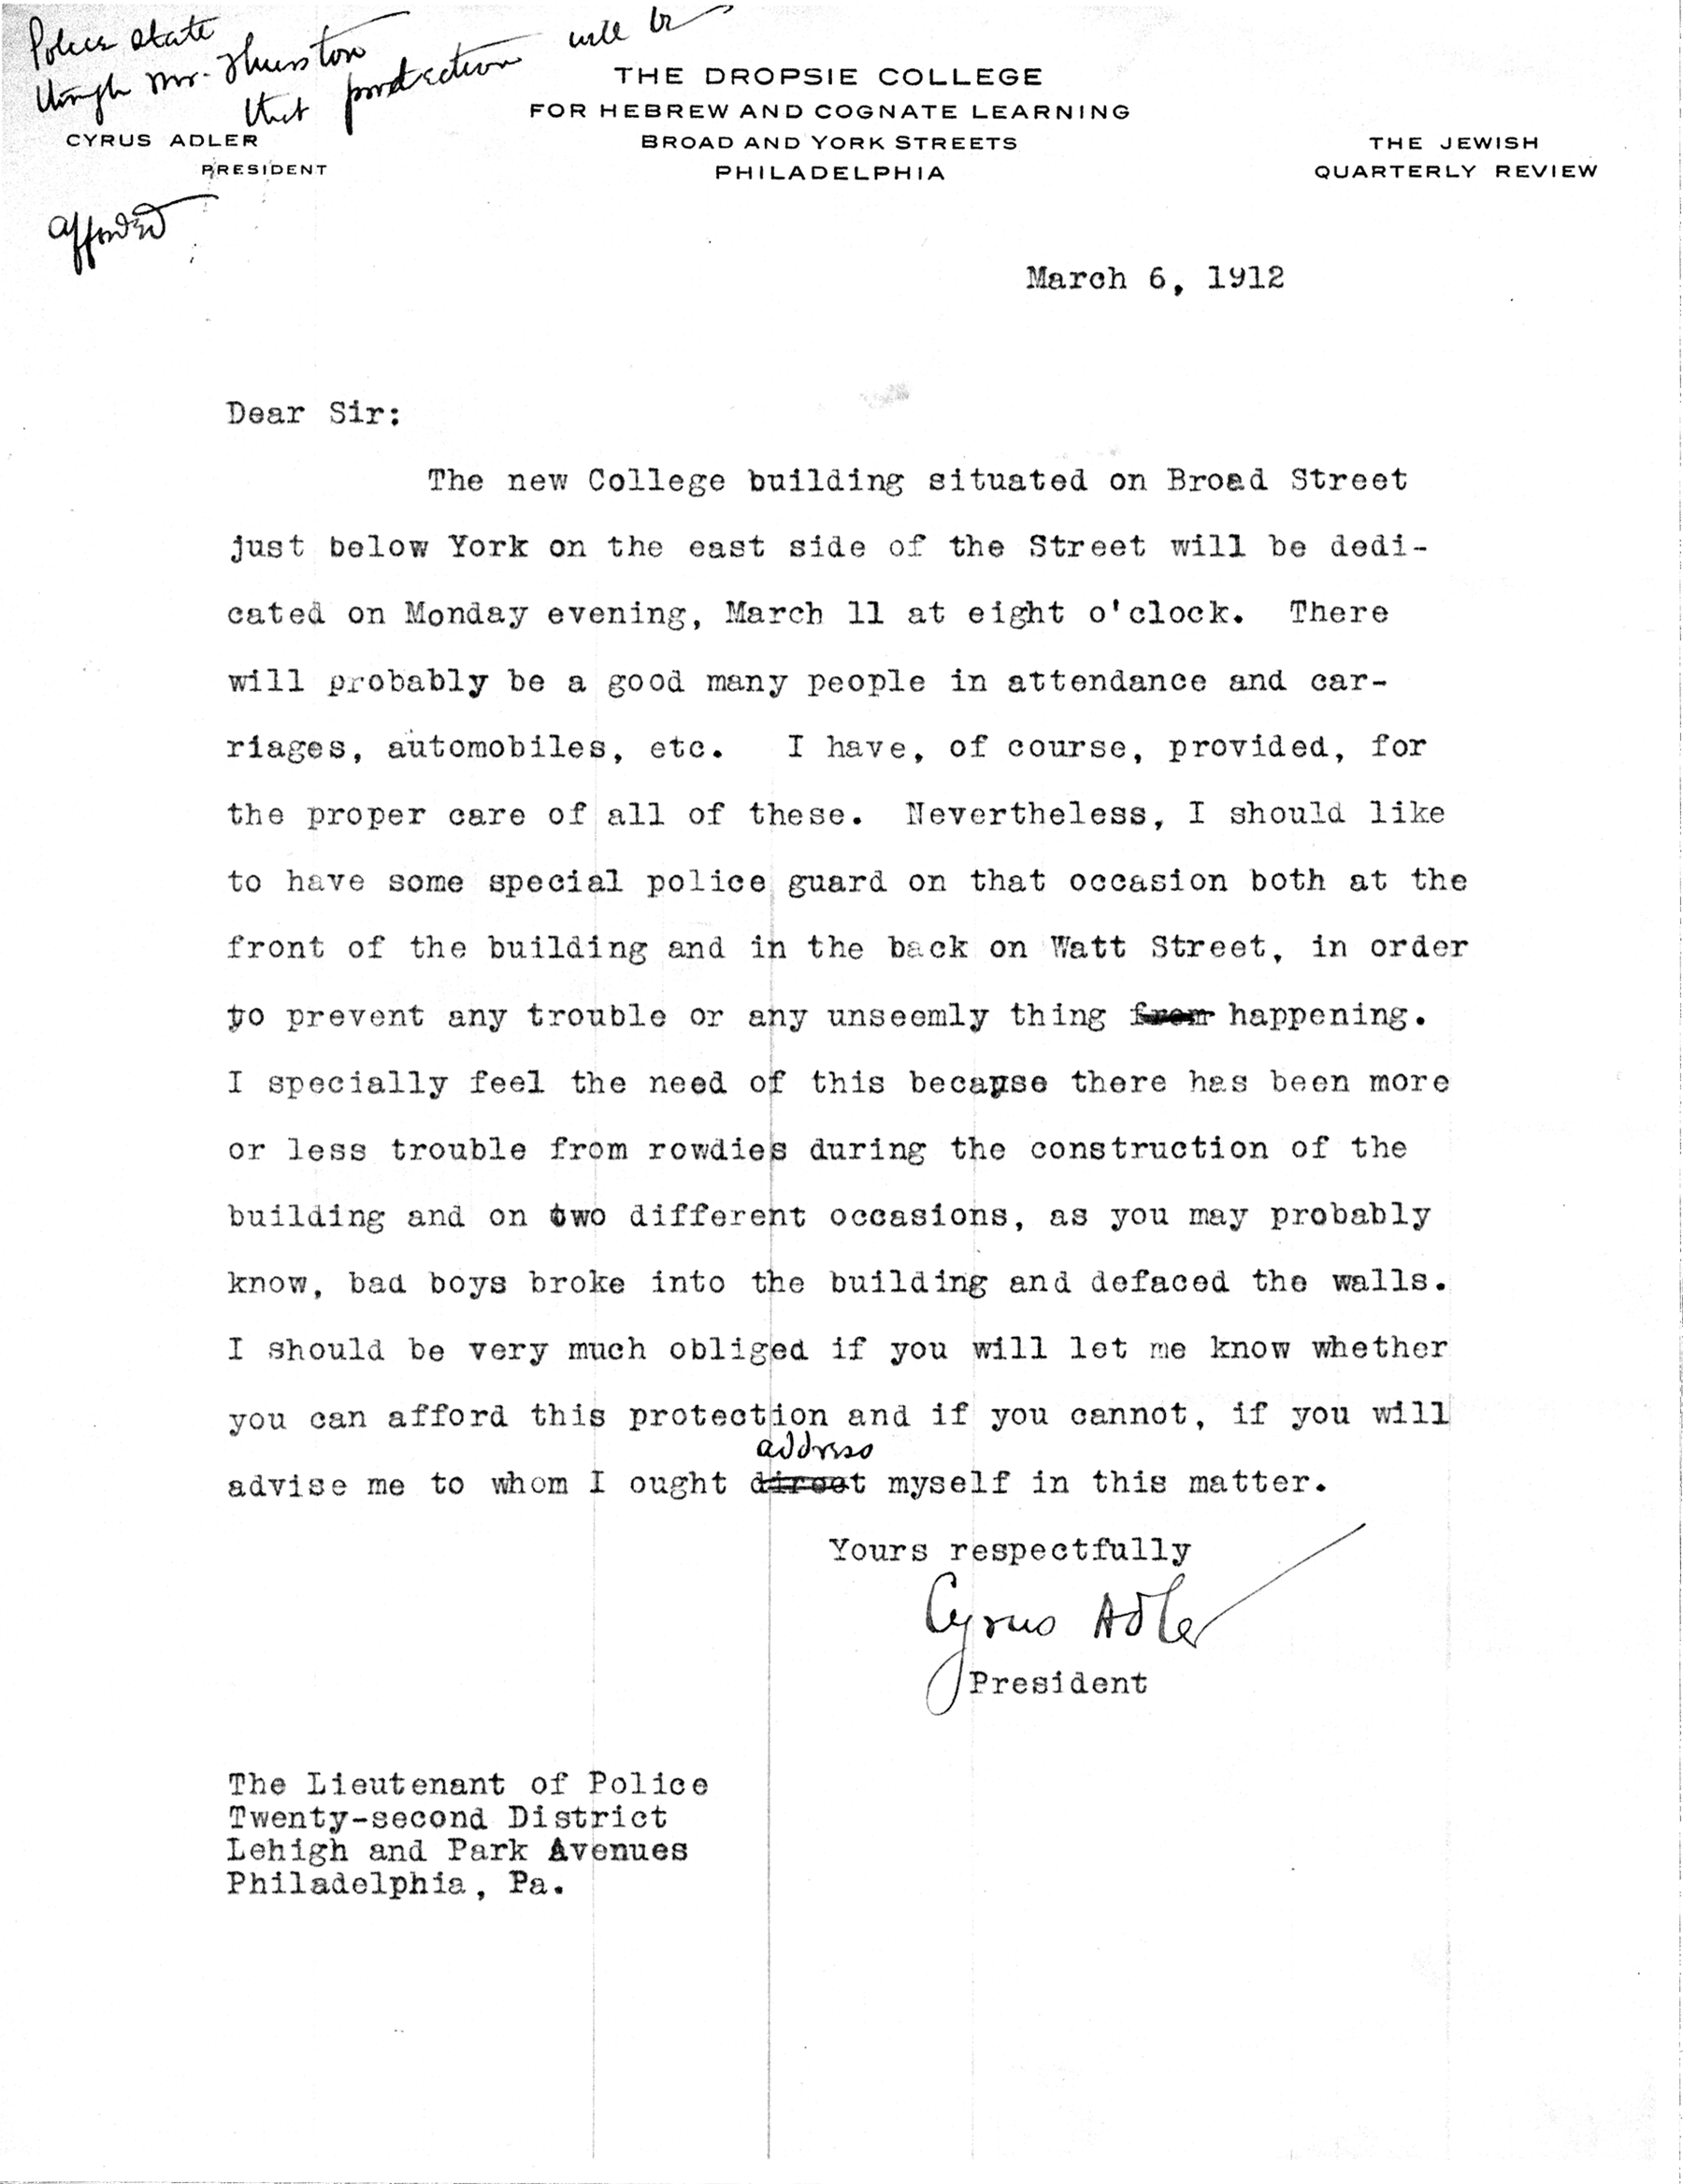 Police state
through Mr. Thurston
that protection will be
afforded
THE DROPSIE COLLEGE
FOR HEBREW AND COGNATE LEARNING
BROAD AND YORK STREETS
PHILADELPHIA
CYRUS ADLER
PRESIDENT
THE JEWISH
QUARTERLY REVIEW
March 6, 1912
Dear Sir:
The new College building situated on Broad Street
just below York on the east side of the Street will be dedi-
cated on Monday evening, March 11 at eight o'clock. There
will probably be a good many people in attendance and car-
riages, automobiles, etc. I have, of course, provided, for
the proper care of all of these. Nevertheless, I should like
to have some special police guard on that occasion both at the
front of the building and in the back on Watt Street, in order
to prevent any trouble or any unseemly thing from happening.
I specially feel the need of this because there has been more
or less trouble from rowdies during the construction of the
building and on two different occasions, as you may probably
know, bad boys broke into the building and defaced the walls.
I should be very much obliged if you will let me know whether
you can afford this protection and if you cannot, if you will
address
advise me to whom I ought direct myself in this matter.
Yours respectfully
Cyrus Adler
President
The Lieutenant of Police
Twenty-second District
Lehigh and Park Avenues
Philadelphia, Pa.